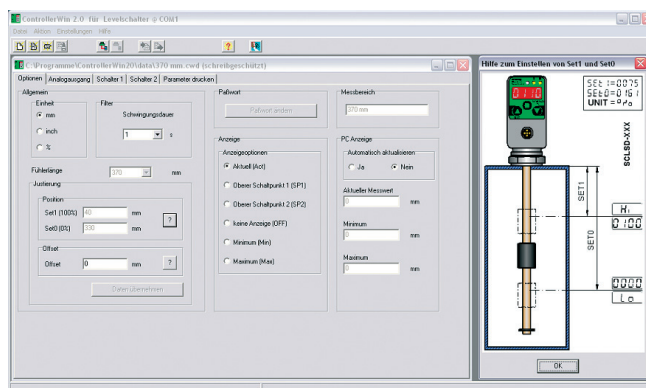 ControllerWin 2.0 für Levelschalter @ COM1
Datei Aktion Einstellungen Hilfe
C:\Programme\ControllerWin20\data\370 mm.cwd (schreibgeschützt)
Optionen Analogausgang Schalter 1 Schalter 2 Parameter drucken
Allgemein
Einheit
mm
inch
%
Filter
Schwingungsdauer
1 s
Fühlerlänge 370 mm
Justierung
Position
Set1 (100%) 40 mm
Set0 (0%) 330 mm
?
Offset
Offset 0 mm ?
Daten übernehmen
Paßwort
Paßwort ändern
Anzeige
Anzeigeoptionen
Aktuell (Act)
Oberer Schaltpunkt 1 (SP1)
Oberer Schaltpunkt 2 (SP2)
keine Anzeige (OFF)
Minimum (Min)
Maximum (Max)
Messbereich
370 mm
PC Anzeige
Automatisch aktualisieren
Ja Nein
Aktueller Messwert
0 mm
Minimum
0 mm
Maximum
0 mm
Hilfe zum Einstellen von Set1 und Set0
0110
SEt 1=0075
SEt0=0161
UNIT = °/o
SCLSD-XXX
SET1
SET0
Hi
0100
0000
Lo
OK